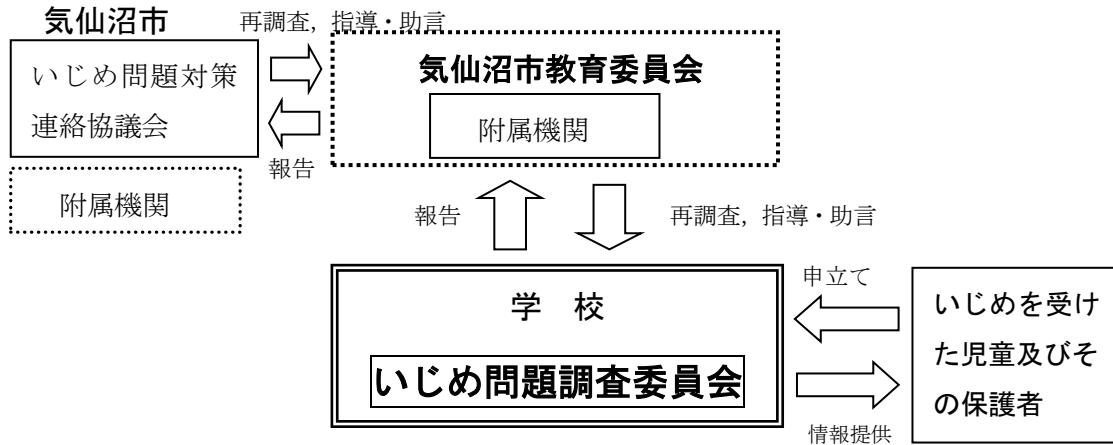 気仙沼市
再調査，指導・助言
いじめ問題対策
連絡協議会
気仙沼市教育委員会
附属機関
報告
附属機関
報告
再調査，指導・助言
学　校
いじめ問題調査委員会
申立て
情報提供
いじめを受け
た児童及びそ
の保護者